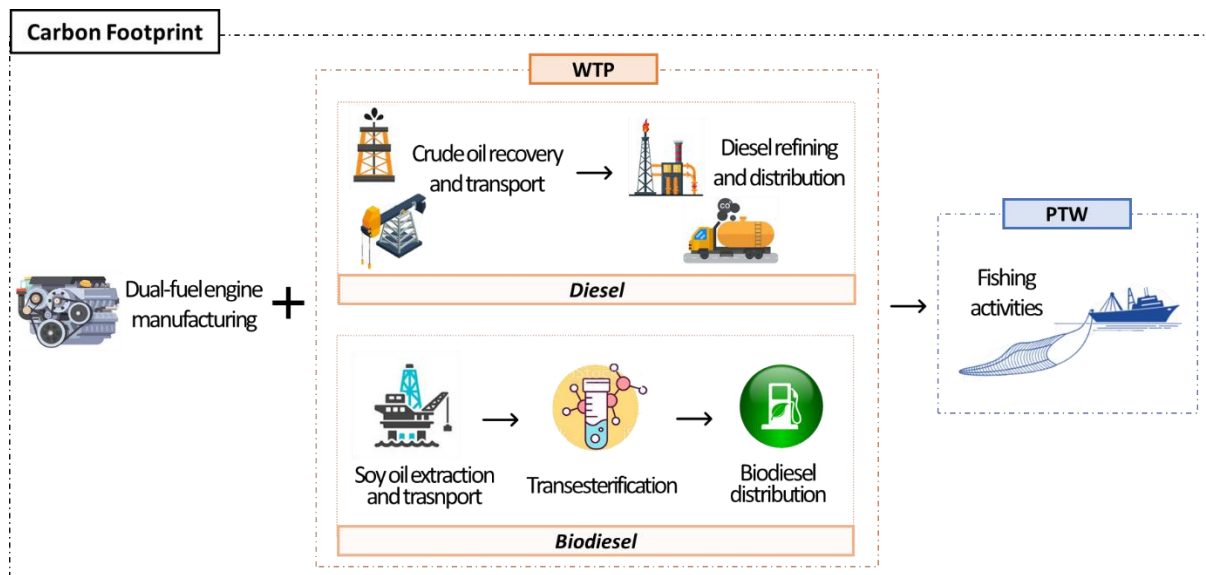 Carbon Footprint
WTP
Crude oil recovery
and transport
Diesel refining
and distribution
CO
Diesel
PTW
Dual-fuel engine
manufacturing
Fishing
activities
Soy oil extraction
and trasnport
Transesterification
Biodiesel
distribution
Biodiesel